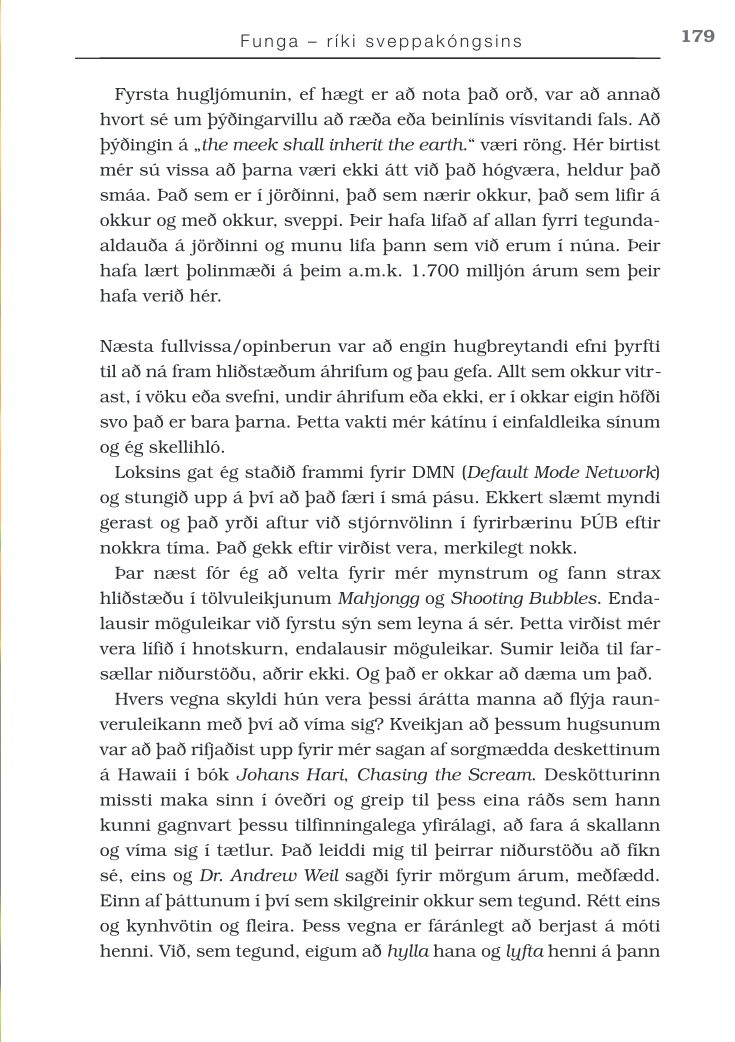 Funga – ríki sveppakóngsins
179
Fyrsta hugljómunin, ef hægt er að nota það orð, var að annað
hvort sé um þýðingarvillu að ræða eða beinlínis vísvitandi fals. Að
þýðingin á „the meek shall inherit the earth.“ væri röng. Hér birtist
mér sú vissa að þarna væri ekki átt við það hógværa, heldur það
smáa. Það sem er í jörðinni, það sem nærir okkur, það sem lifir á
okkur og með okkur, sveppi. Þeir hafa lifað af allan fyrri tegunda-
aldauða á jörðinni og munu lifa þann sem við erum í núna. Þeir
hafa lært þolinmæði á þeim a.m.k. 1.700 milljón árum sem þeir
hafa verið hér.
Næsta fullvissa/opinberun var að engin hugbreytandi efni þyrfti
til að ná fram hliðstæðum áhrifum og þau gefa. Allt sem okkur vitr-
ast, í vöku eða svefni, undir áhrifum eða ekki, er í okkar eigin höfði
svo það er bara þarna. Þetta vakti mér kátínu í einfaldleika sínum
og ég skellihló.
Loksins gat ég staðið frammi fyrir DMN (Default Mode Network)
og stungið upp á því að það færi í smá pásu. Ekkert slæmt myndi
gerast og það yrði aftur við stjórnvölinn í fyrirbærinu ÞÚB eftir
nokkra tíma. Það gekk eftir virðist vera, merkilegt nokk.
Þar næst fór ég að velta fyrir mér mynstrum og fann strax
hliðstæðu í tölvuleikjunum Mahjongg og Shooting Bubbles. Enda-
lausir möguleikar við fyrstu sýn sem leyna á sér. Þetta virðist mér
vera lífið í hnotskurn, endalausir möguleikar. Sumir leiða til far-
sællar niðurstöðu, aðrir ekki. Og það er okkar að dæma um það.
Hvers vegna skyldi hún vera þessi árátta manna að flýja raun-
veruleikann með því að víma sig? Kveikjan að þessum hugsunum
var að það rifjaðist upp fyrir mér sagan af sorgmædda deskettinum
á Hawaii í bók Johans Hari, Chasing the Scream. Deskötturinn
missti maka sinn í óveðri og greip til þess eina ráðs sem hann
kunni gagnvart þessu tilfinningalega yfirálagi, að fara á skallann
og víma sig í tætlur. Það leiddi mig til þeirrar niðurstöðu að fíkn
sé, eins og Dr. Andrew Weil sagði fyrir mörgum árum, meðfædd.
Einn af þáttunum í því sem skilgreinir okkur sem tegund. Rétt eins
og kynhvötin og fleira. Þess vegna er fáránlegt að berjast á móti
henni. Við, sem tegund, eigum að hylla hana og lyfta henni á þann